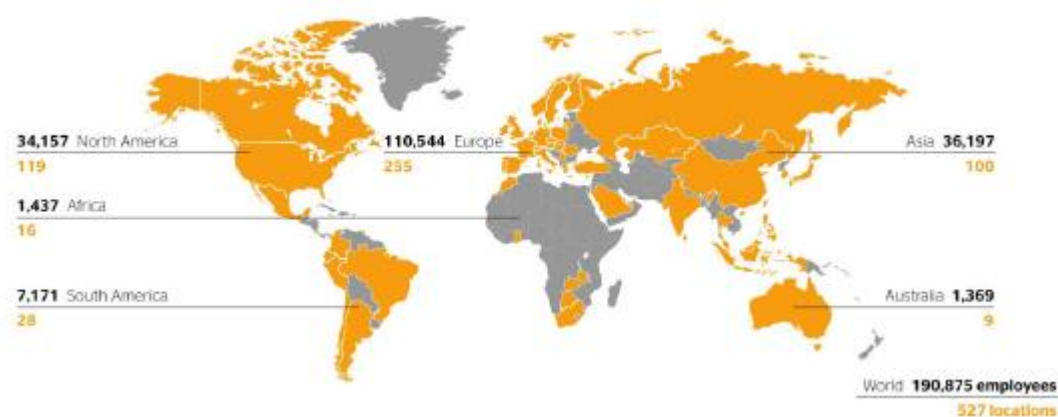 34,157 North America
119
110,544 Europe
255
Asia 36,197
100
1,437 Africa
16
7,171 South America
28
Australia 1,369
9
World 190,875 employees
527 locations